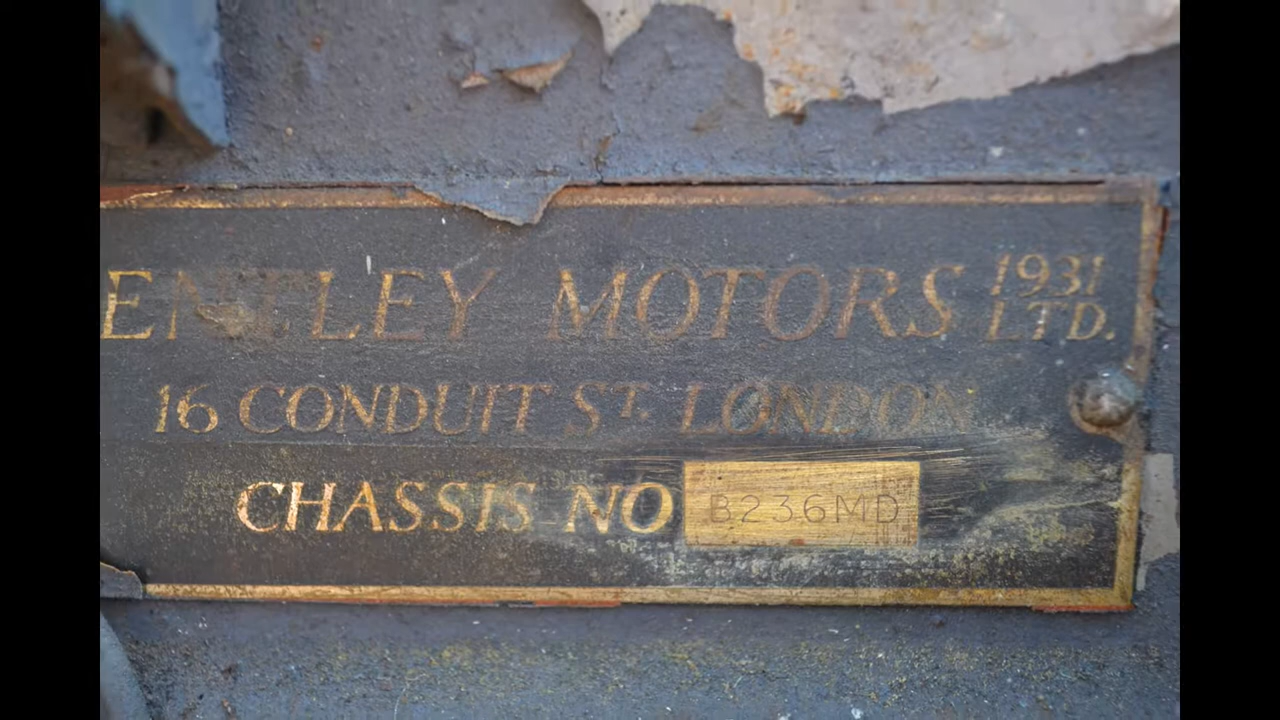 ENTLEY MOTORS 1931 LTD.
16 CONDUIT ST. LONDON
CHASSIS NO B236MD